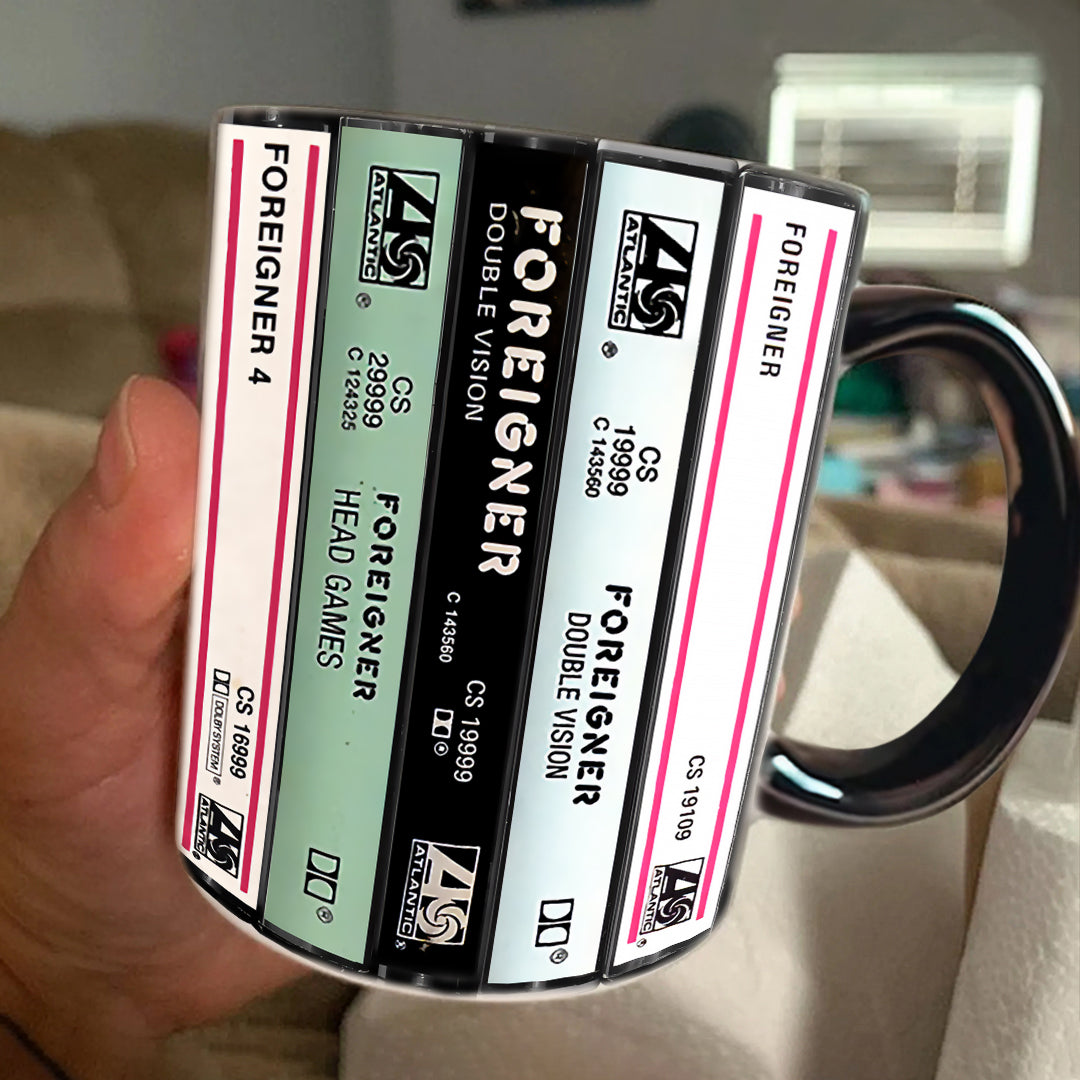 FOREIGNER 4
CS 16999
DOLBY SYSTEM ®
ATLANTIC
ATLANTIC
®
CS
29999
C 124325
FOREIGNER
HEAD GAMES
®
FOREIGNER
DOUBLE VISION
C 143560
CS 19999
®
ATLANTIC
®
ATLANTIC
®
CS
19999
C 143560
FOREIGNER
DOUBLE VISION
®
FOREIGNER
CS 19109
ATLANTIC